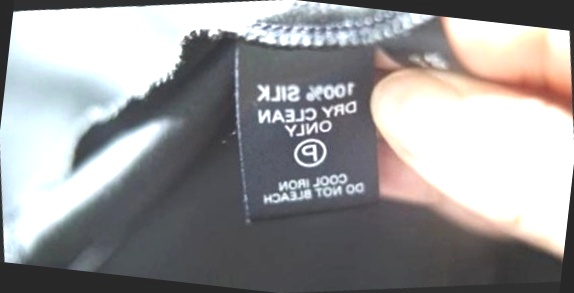 100% SILK
DRY CLEAN
ONLY
P
COOL IRON
DO NOT BLEACH